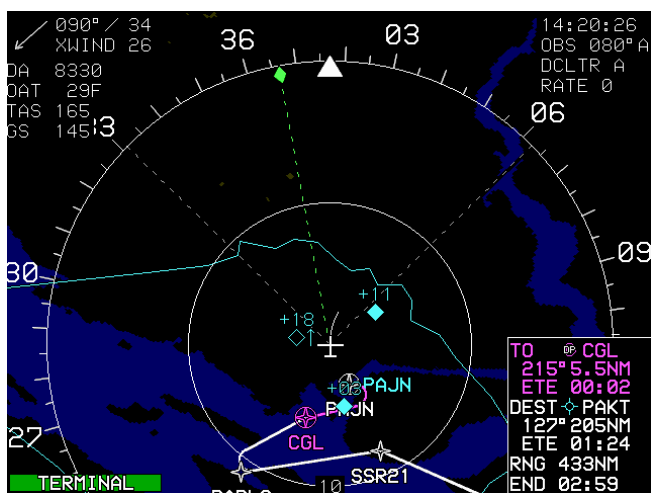 090° / 34
XWIND 26
DA 8330
OAT 29F
TAS 165
GS 145
33
36
03
14:20:26
OBS 080°A
DCLTR A
RATE 0
06
30
09
+18
+11
PAJN
CGL
27
SSR21
10
TERMINAL
TO DP CGL
215° 5.5NM
ETE 00:02
DEST PAKT
127° 205NM
ETE 01:24
RNG 433NM
END 02:59